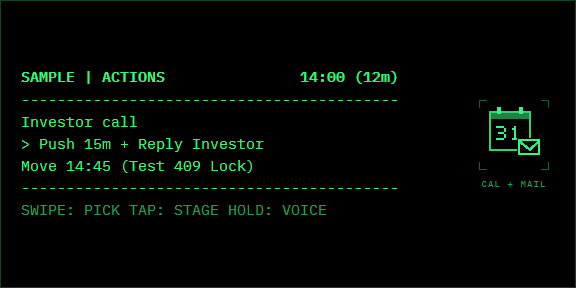 SAMPLE | ACTIONS 14:00 (12m)
------------------------------------------
Investor call
> Push 15m + Reply Investor
Move 14:45 (Test 409 Lock)
------------------------------------------
SWIPE: PICK TAP: STAGE HOLD: VOICE
31
CAL + MAIL